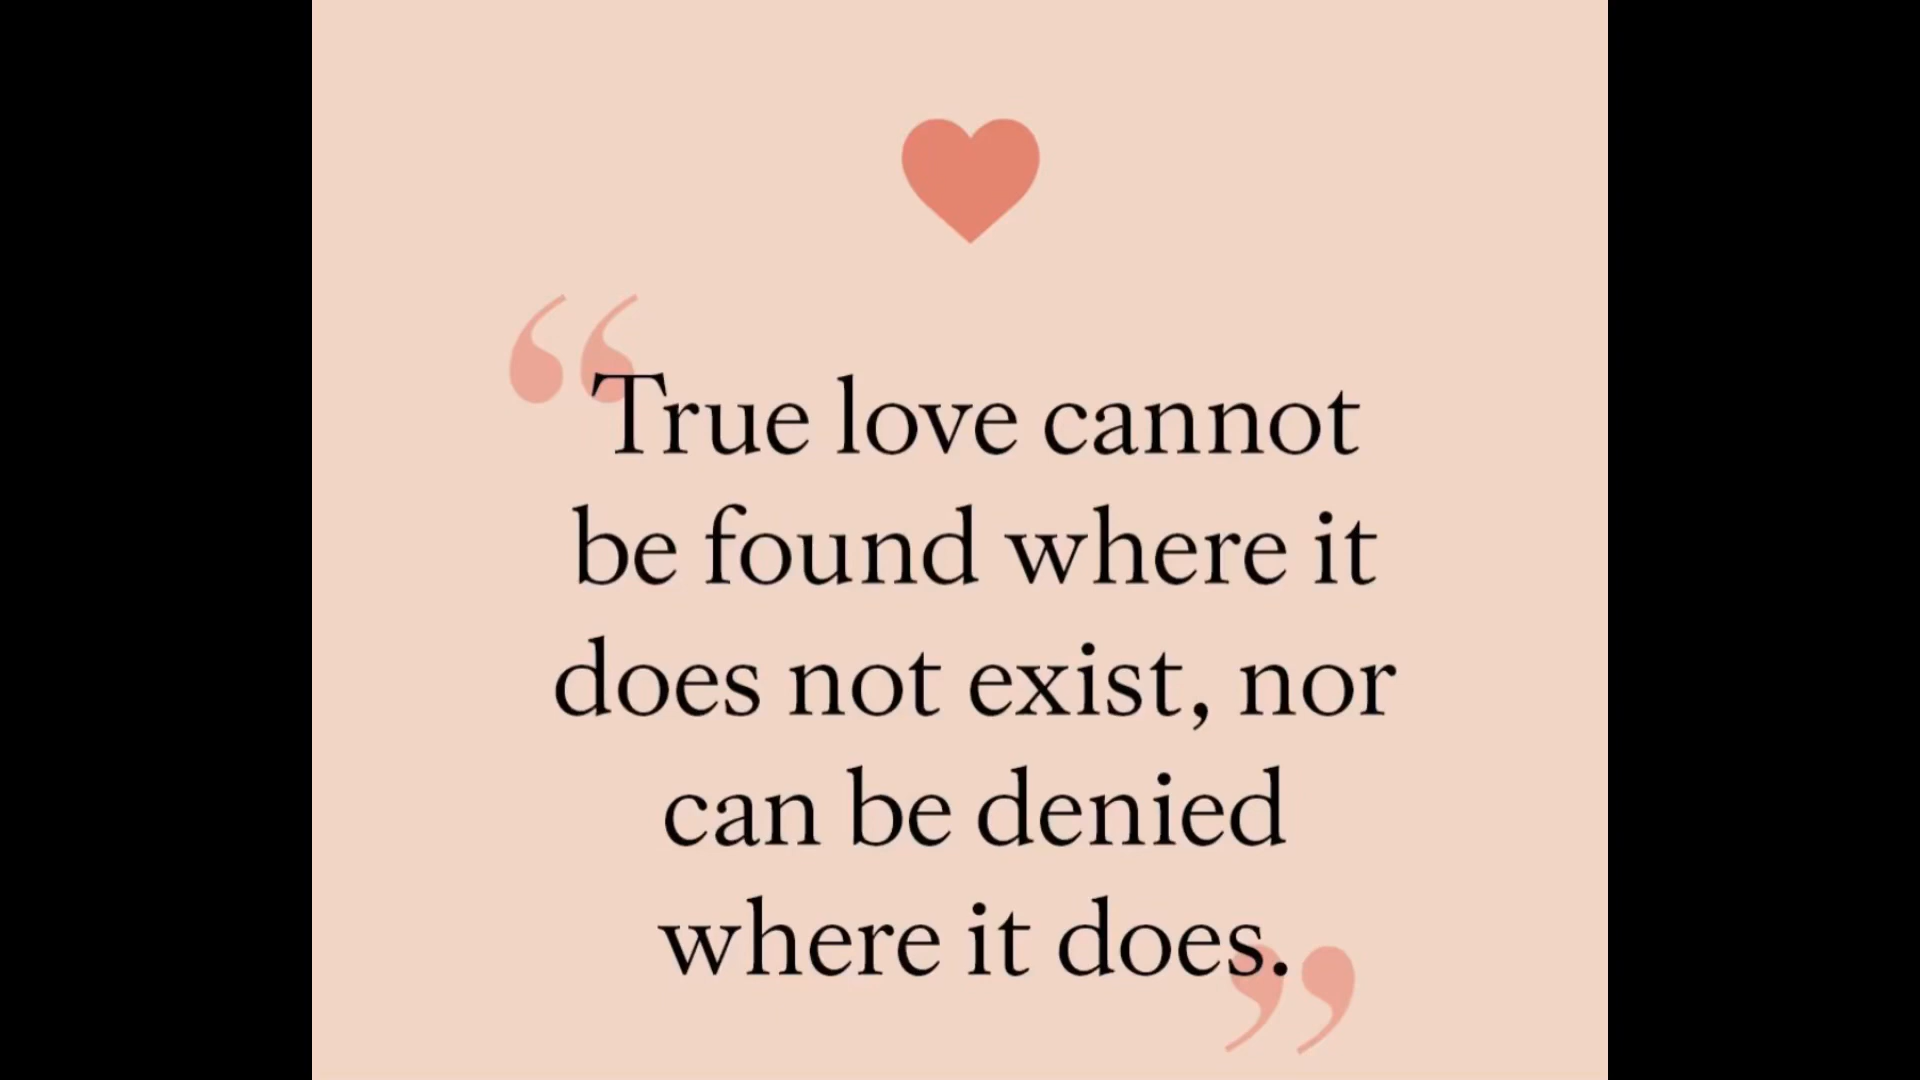 “True love cannot
be found where it
does not exist, nor
can be denied
where it does.”